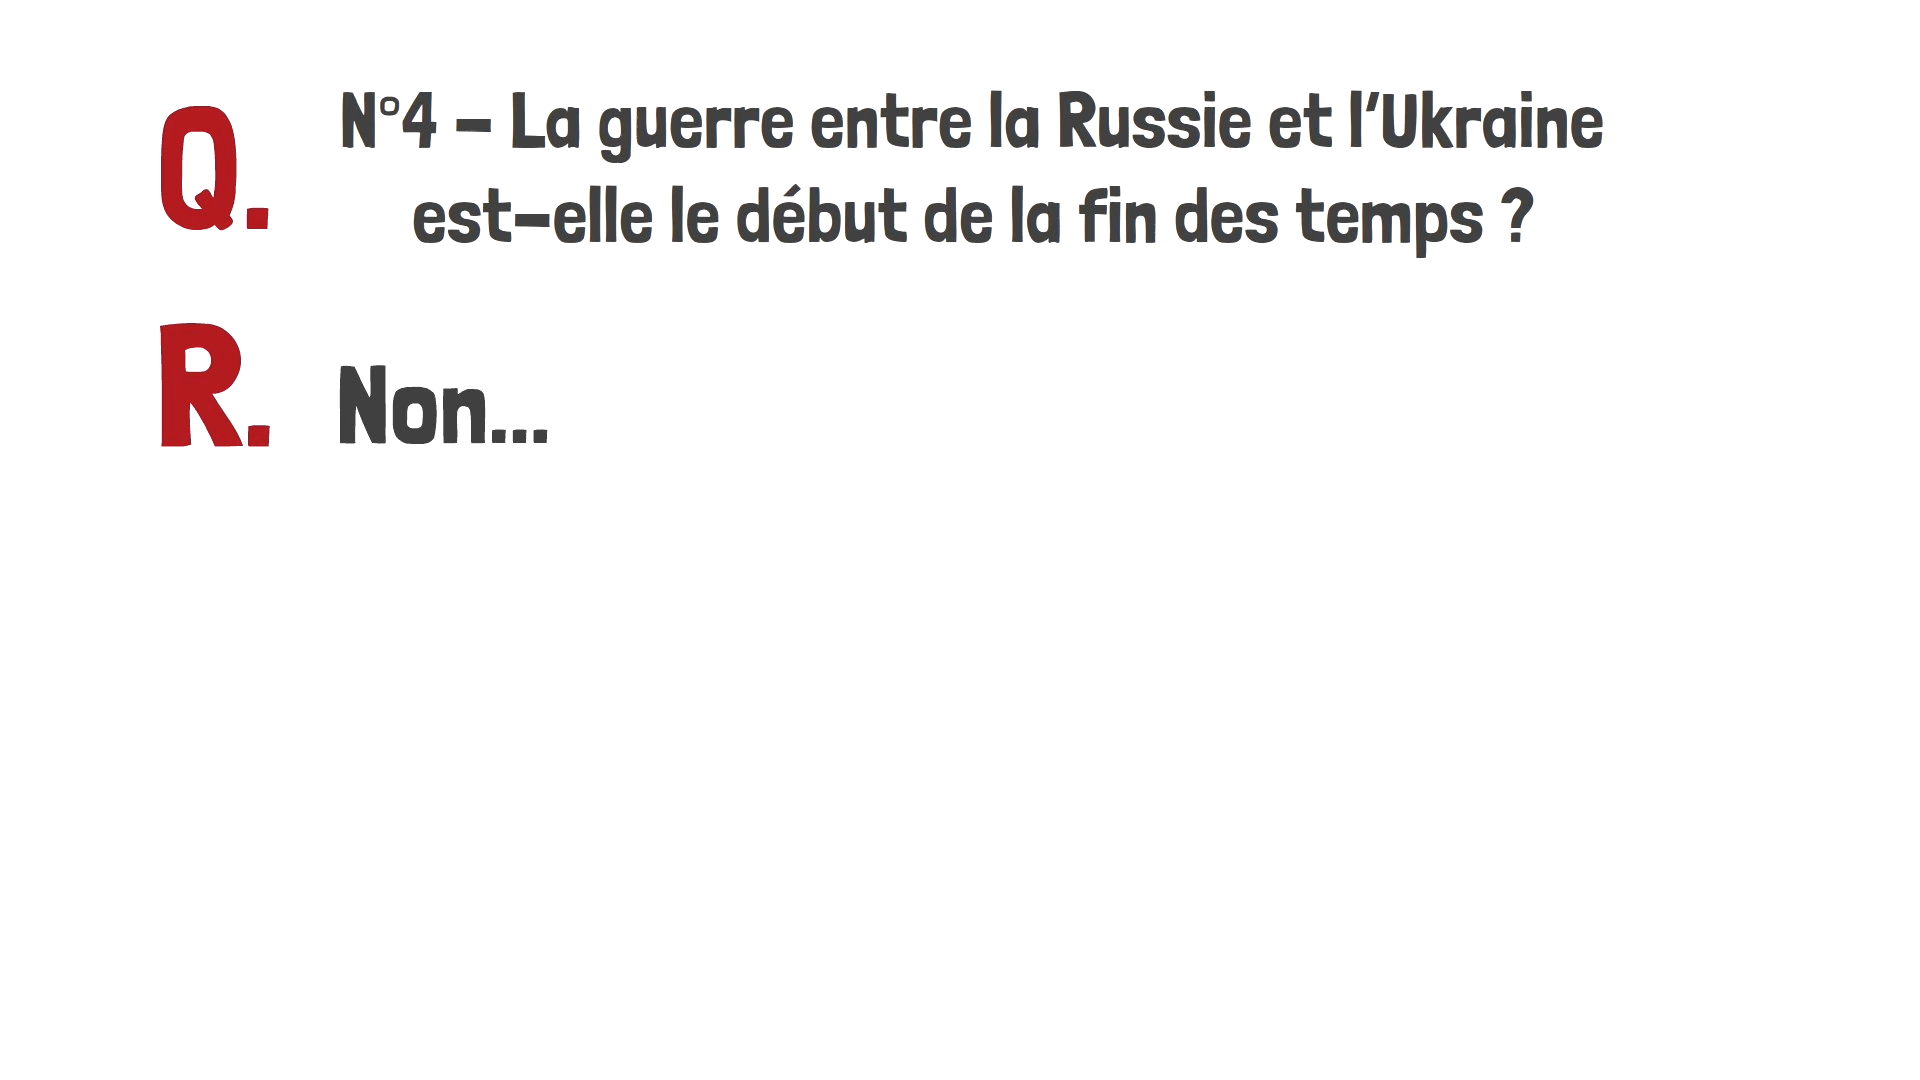 Q. N°4 – La guerre entre la Russie et l’Ukraine
est-elle le début de la fin des temps ?
R. Non...